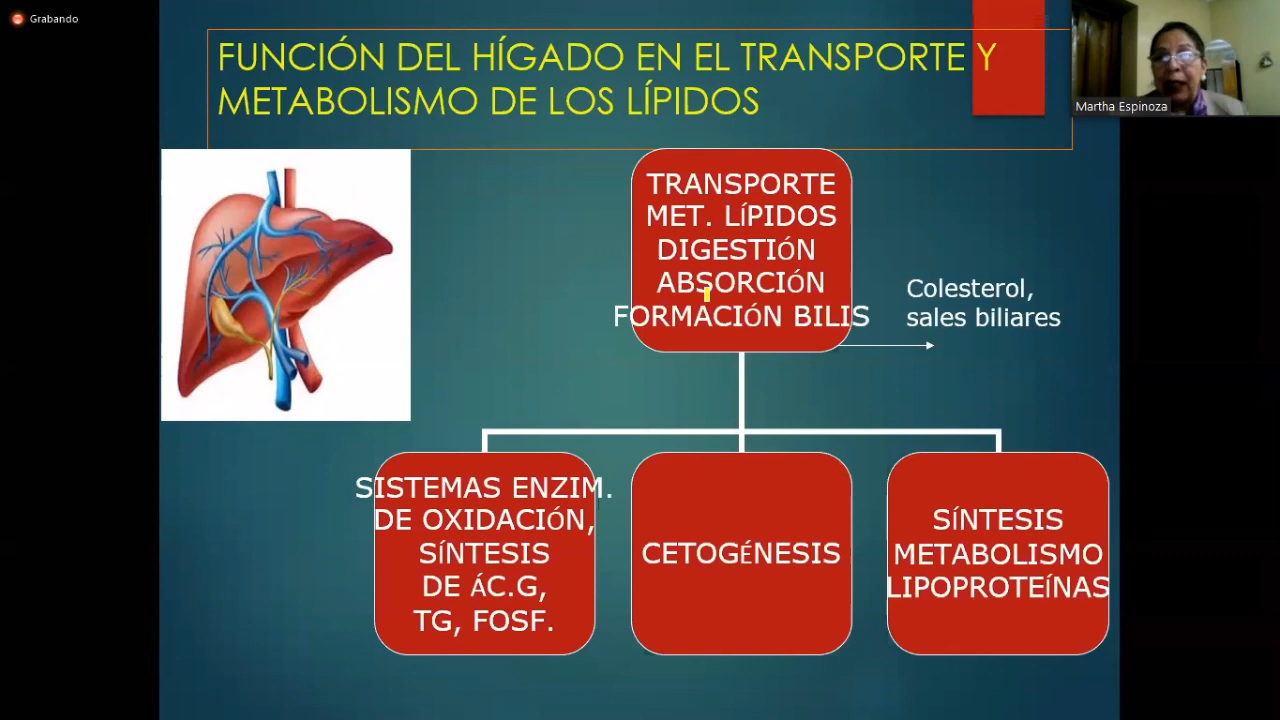 Grabando
FUNCIÓN DEL HÍGADO EN EL TRANSPORTE Y
METABOLISMO DE LOS LÍPIDOS
Martha Espinoza
TRANSPORTE
MET. LÍPIDOS
DIGESTIÓN
ABSORCIÓN
FORMACIÓN BILIS
Colesterol,
sales biliares
SISTEMAS ENZIM.
DE OXIDACIÓN,
SÍNTESIS
DE ÁC.G,
TG, FOSF.
CETOGÉNESIS
SÍNTESIS
METABOLISMO
LIPOPROTEÍNAS